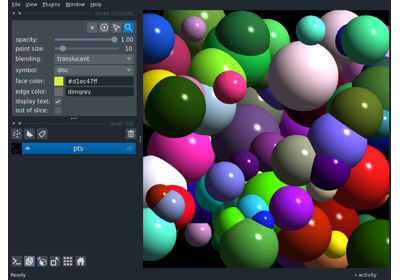 File View Plugins Window Help
layer controls
opacity: 1.00
point size: 10
blending: translucent
symbol: disc
face color: #d1ec47ff
edge color: dimgrey
display text:
out of slice:
layer list
pts
Ready
activity